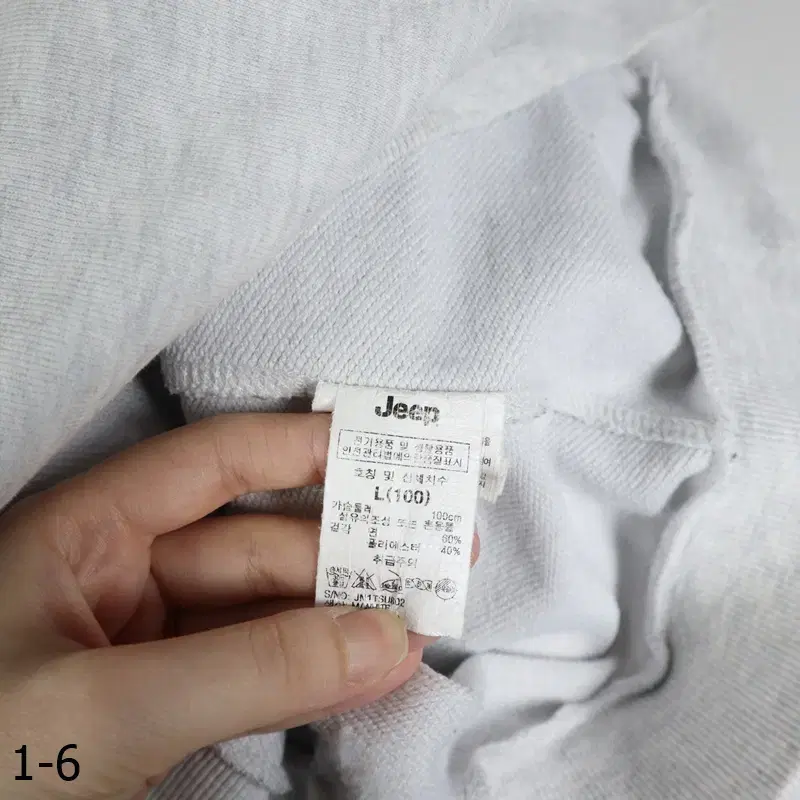 Jeep
전기용품 및 생활용품
안전관리법에의한품질표시
호칭 및 신체치수
L(100)
가슴둘레 100cm
섬유의조성 또는 혼용율
겉감 면 60%
폴리에스터 40%
취급주의
S/NO: JN1TSU802
1-6